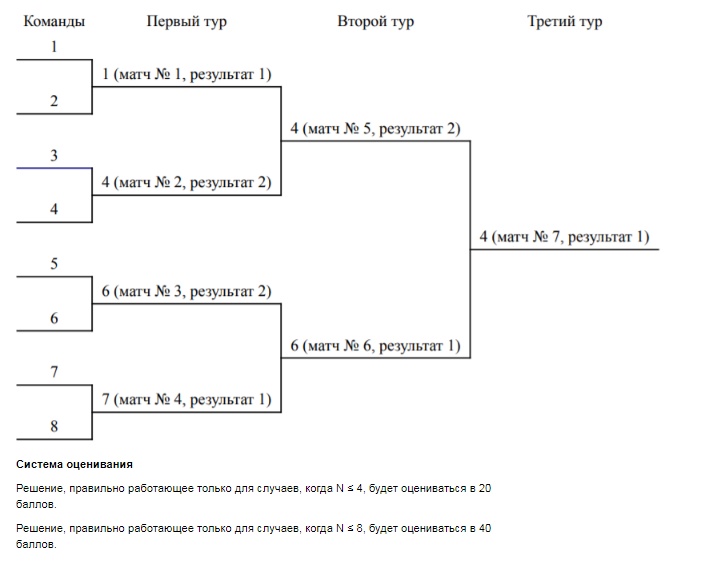 Команды Первый тур Второй тур Третий тур
1
1 (матч № 1, результат 1)
2
4 (матч № 5, результат 2)
3
4 (матч № 2, результат 2)
4
4 (матч № 7, результат 1)
5
6 (матч № 3, результат 2)
6
6 (матч № 6, результат 1)
7
7 (матч № 4, результат 1)
8
Система оценивания
Решение, правильно работающее только для случаев, когда N ≤ 4, будет оцениваться в 20
баллов.
Решение, правильно работающее только для случаев, когда N ≤ 8, будет оцениваться в 40
баллов.